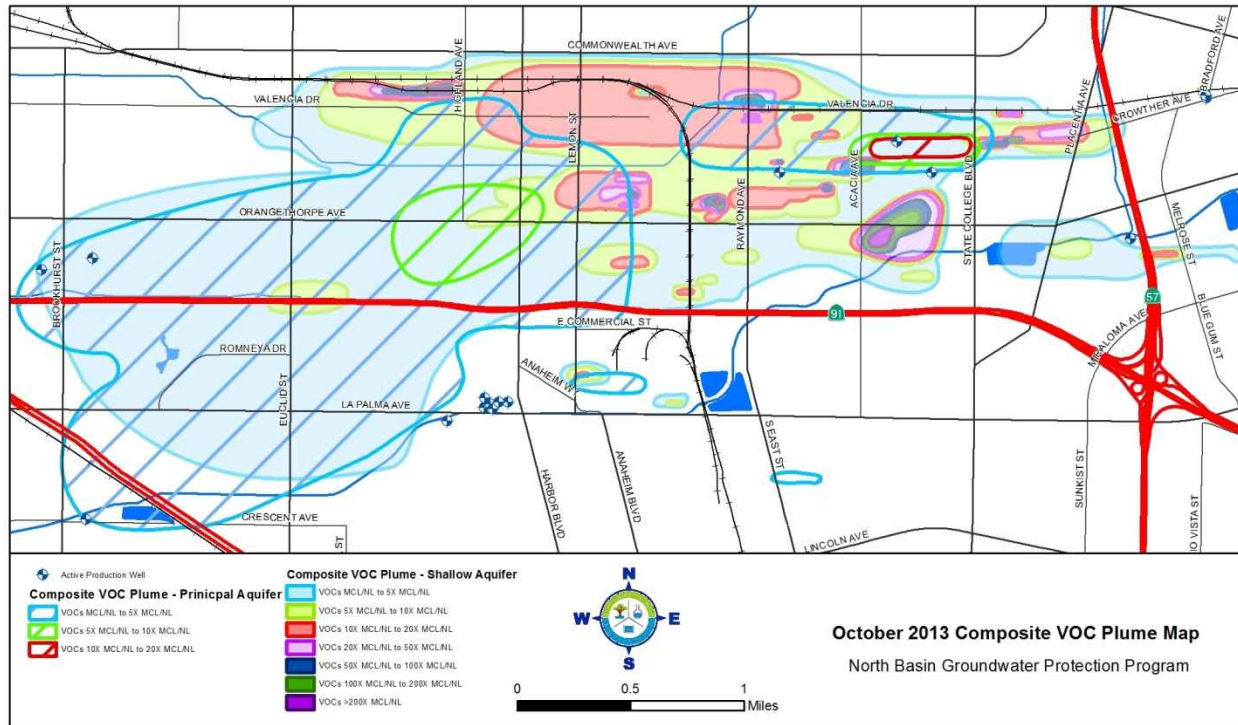 COMMONWEALTH AVE
HIGHLAND AVE
BRADFORD AVE
VALENCIA DR
VALENCIA DR
CROWTHER AVE
PLACENTIA AVE
LEMON ST
ACACIA AVE
STATE COLLEGE BLVD
RAYMOND AVE
ORANGETHORPE AVE
MELROSE ST
BROOKHURST ST
57
91
E COMMERCIAL ST
MIRALOMA AVE
BLUE GUM ST
ROMNEYA DR
ANAHEIM W
EUCLID ST
LA PALMA AVE
S EAST ST
HARBOR BLVD
ANAHEIM BLVD
SUNKIST ST
IO VISTA ST
CRESCENT AVE
ST
LINCOLN AVE
Active Production Well
Composite VOC Plume - Prinicpal Aquifer
VOCs MCL/NL to 5X MCL/NL
VOCs 5X MCL/NL to 10X MCL/NL
VOCs 10X MCL/NL to 20X MCL/NL
Composite VOC Plume - Shallow Aquifer
VOCs MCL/NL to 5X MCL/NL
VOCs 5X MCL/NL to 10X MCL/NL
VOCs 10X MCL/NL to 20X MCL/NL
VOCs 20X MCL/NL to 50X MCL/NL
VOCs 50X MCL/NL to 100X MCL/NL
VOCs 100X MCL/NL to 200X MCL/NL
VOCs >200X MCL/NL
N
W E
S
0 0.5 1
Miles
October 2013 Composite VOC Plume Map
North Basin Groundwater Protection Program